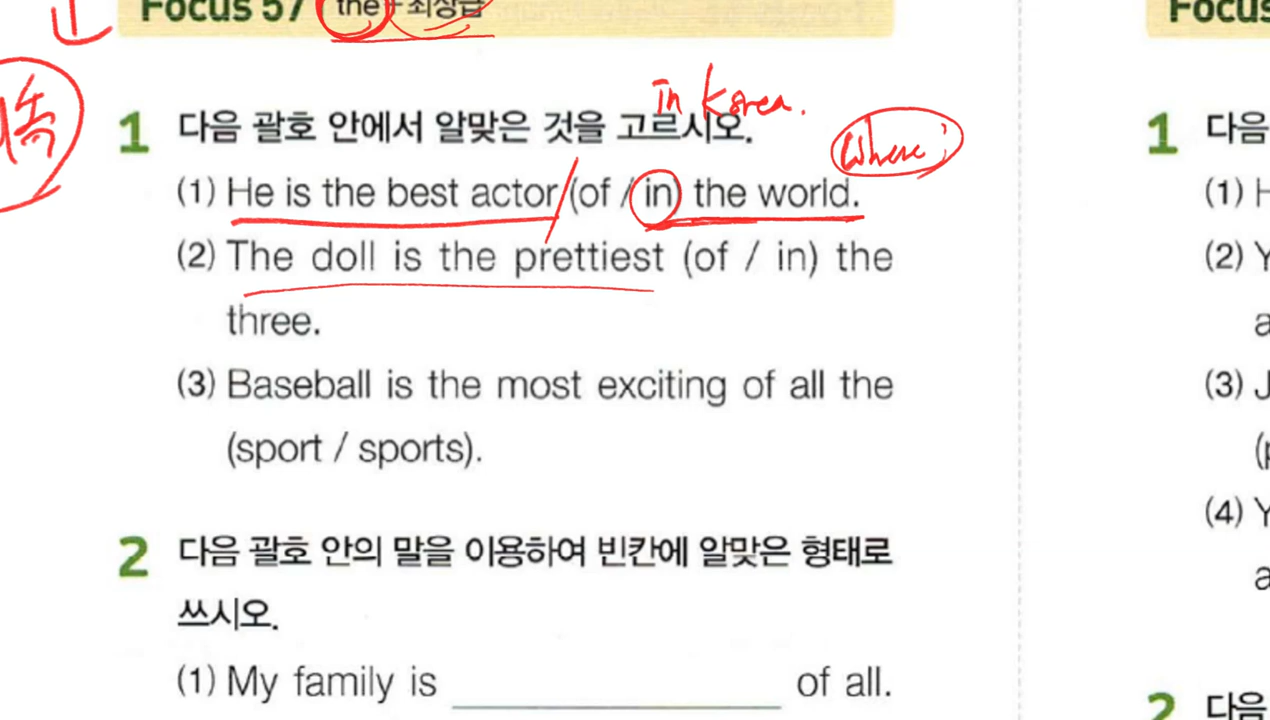 Focus 57 the + 최상급
Focus
in Korea.
1 다음 괄호 안에서 알맞은 것을 고르시오.
where?
(1) He is the best actor (of / in) the world.
(2) The doll is the prettiest (of / in) the
three.
(3) Baseball is the most exciting of all the
(sport / sports).
2 다음 괄호 안의 말을 이용하여 빈칸에 알맞은 형태로
쓰시오.
(1) My family is of all.
1 다음
(1) H
(2) Y
a
(3) J
(p
(4) Y
a
2 다음